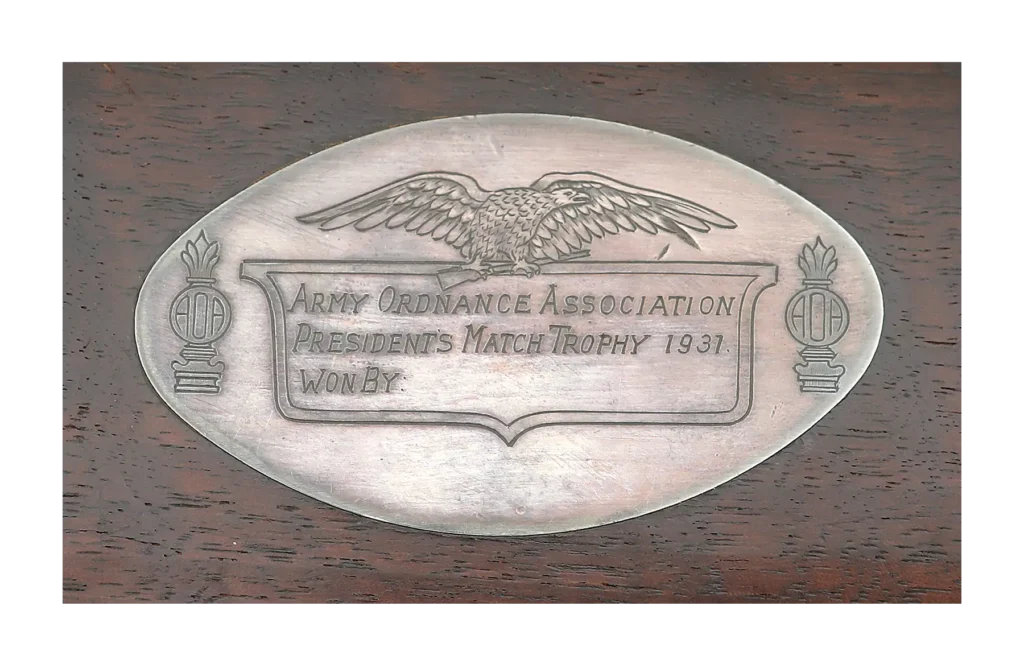 AOA
AOA
ARMY ORDNANCE ASSOCIATION
PRESIDENT'S MATCH TROPHY 1931.
WON BY: